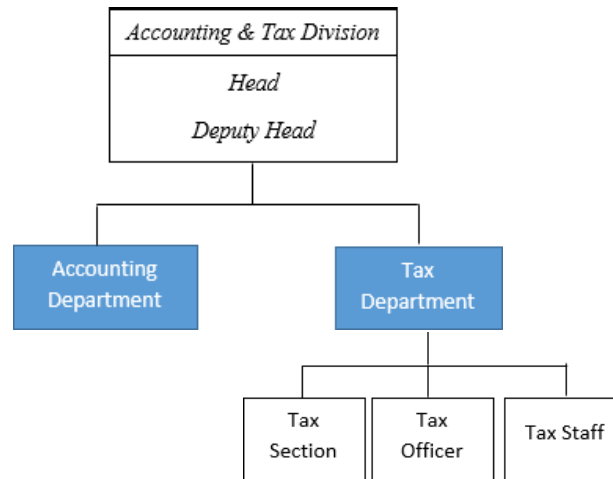 Accounting & Tax Division
Head
Deputy Head
Accounting
Department
Tax
Department
Tax
Section
Tax
Officer
Tax Staff